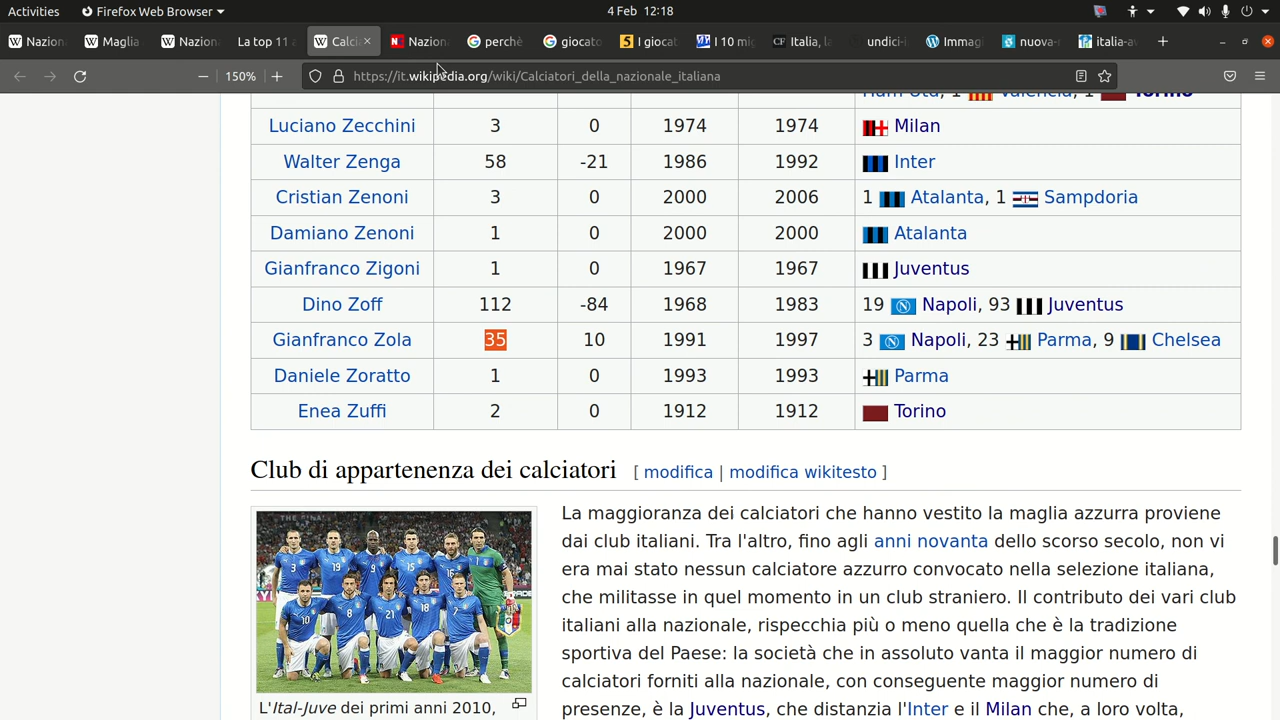 Activities Firefox Web Browser 4 Feb 12:18
Nazion Maglia Nazion La top 11 Calcia Nazion perchè giocato I giocat I 10 mi Italia, la undici-i Immagi nuova- italia-a
150% https://it.wikipedia.org/wiki/Calciatori_della_nazionale_italiana
Ham Utd, 1 Valencia, 1 Torino
Luciano Zecchini 3 0 1974 1974 Milan
Walter Zenga 58 -21 1986 1992 Inter
Cristian Zenoni 3 0 2000 2006 1 Atalanta, 1 Sampdoria
Damiano Zenoni 1 0 2000 2000 Atalanta
Gianfranco Zigoni 1 0 1967 1967 Juventus
Dino Zoff 112 -84 1968 1983 19 Napoli, 93 Juventus
Gianfranco Zola 35 10 1991 1997 3 Napoli, 23 Parma, 9 Chelsea
Daniele Zoratto 1 0 1993 1993 Parma
Enea Zuffi 2 0 1912 1912 Torino
Club di appartenenza dei calciatori [ modifica | modifica wikitesto ]
La maggioranza dei calciatori che hanno vestito la maglia azzurra proviene
dai club italiani. Tra l'altro, fino agli anni novanta dello scorso secolo, non vi
era mai stato nessun calciatore azzurro convocato nella selezione italiana,
che militasse in quel momento in un club straniero. Il contributo dei vari club
italiani alla nazionale, rispecchia più o meno quella che è la tradizione
sportiva del Paese: la società che in assoluto vanta il maggior numero di
calciatori forniti alla nazionale, con conseguente maggior numero di
presenze, è la Juventus, che distanzia l'Inter e il Milan che, a loro volta,
L'Ital-Juve dei primi anni 2010,